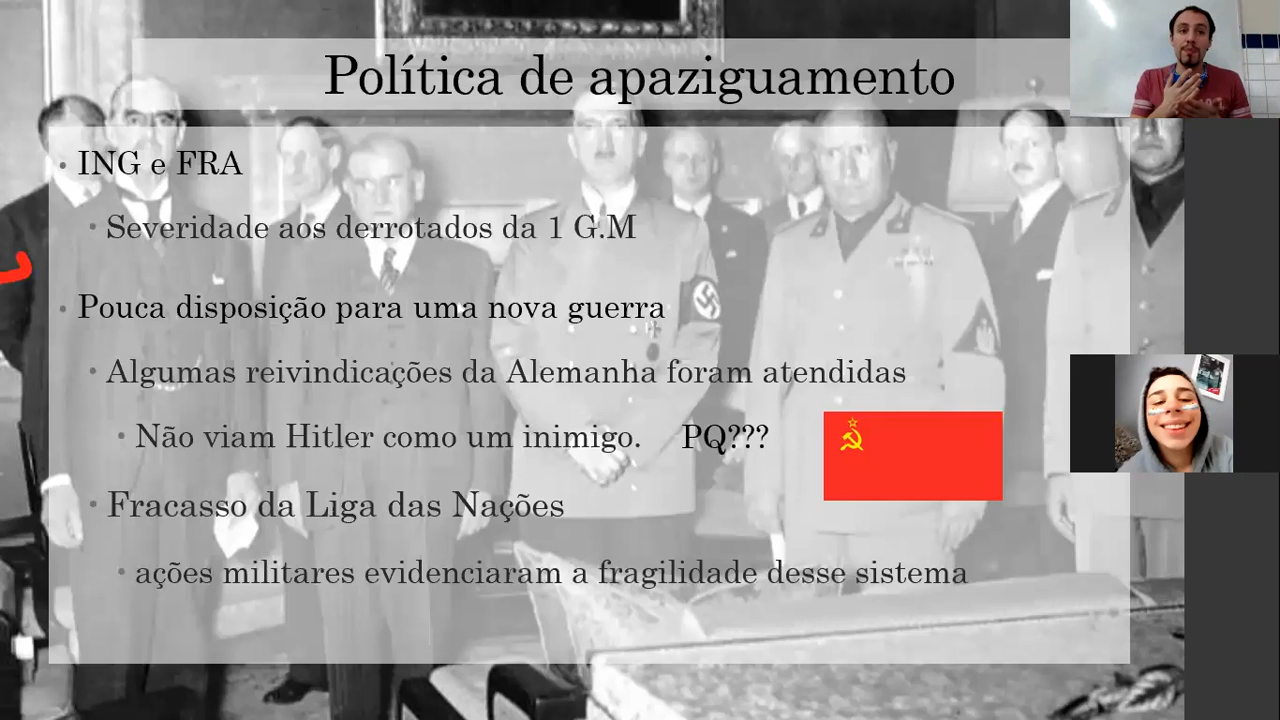 Política de apaziguamento
• ING e FRA
• Severidade aos derrotados da 1 G.M
• Pouca disposição para uma nova guerra
• Algumas reivindicações da Alemanha foram atendidas
• Não viam Hitler como um inimigo. PQ???
• Fracasso da Liga das Nações
• ações militares evidenciaram a fragilidade desse sistema